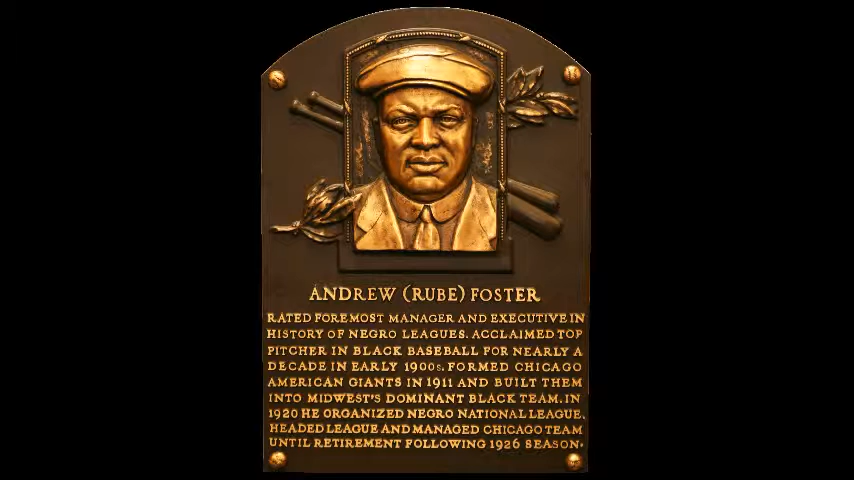 ANDREW (RUBE) FOSTER
RATED FOREMOST MANAGER AND EXECUTIVE IN
HISTORY OF NEGRO LEAGUES. ACCLAIMED TOP
PITCHER IN BLACK BASEBALL FOR NEARLY A
DECADE IN EARLY 1900s. FORMED CHICAGO
AMERICAN GIANTS IN 1911 AND BUILT THEM
INTO MIDWEST'S DOMINANT BLACK TEAM. IN
1920 HE ORGANIZED NEGRO NATIONAL LEAGUE.
HEADED LEAGUE AND MANAGED CHICAGO TEAM
UNTIL RETIREMENT FOLLOWING 1926 SEASON.